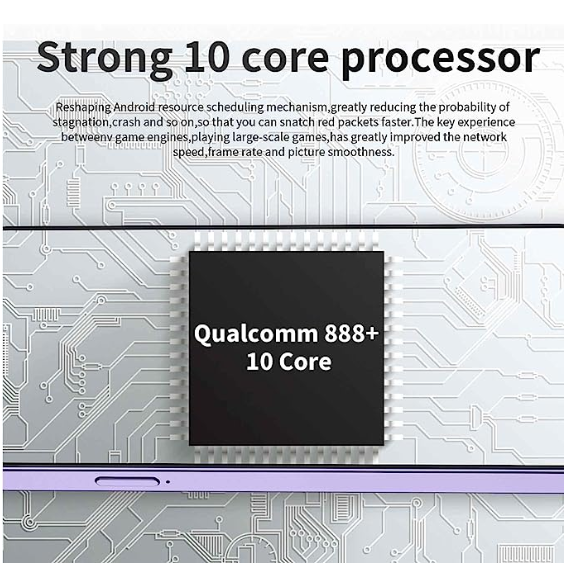 Strong 10 core processor
Reshaping Android resource scheduling mechanism,greatly reducing the probability of
stagnation,crash and so on,so that you can snatch red packets faster.The key experience
betweenv game engines,playing large-scale games,has greatly improved the network
speed,frame rate and picture smoothness.
Qualcomm 888+
10 Core